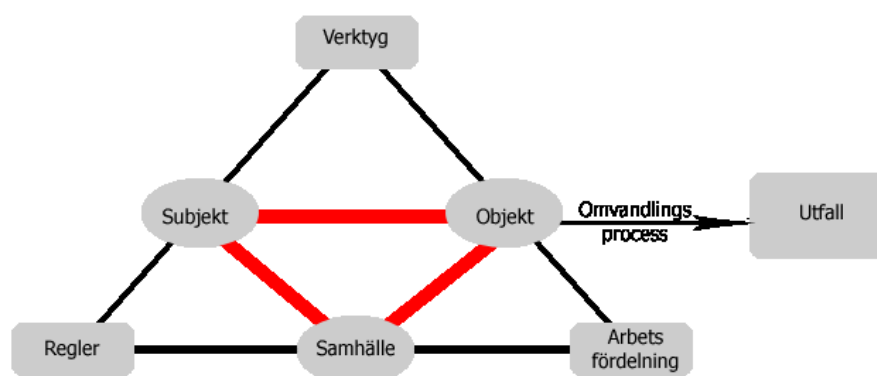 Verktyg
Subjekt
Objekt
Omvandlings
process
Utfall
Regler
Samhälle
Arbets
fördelning